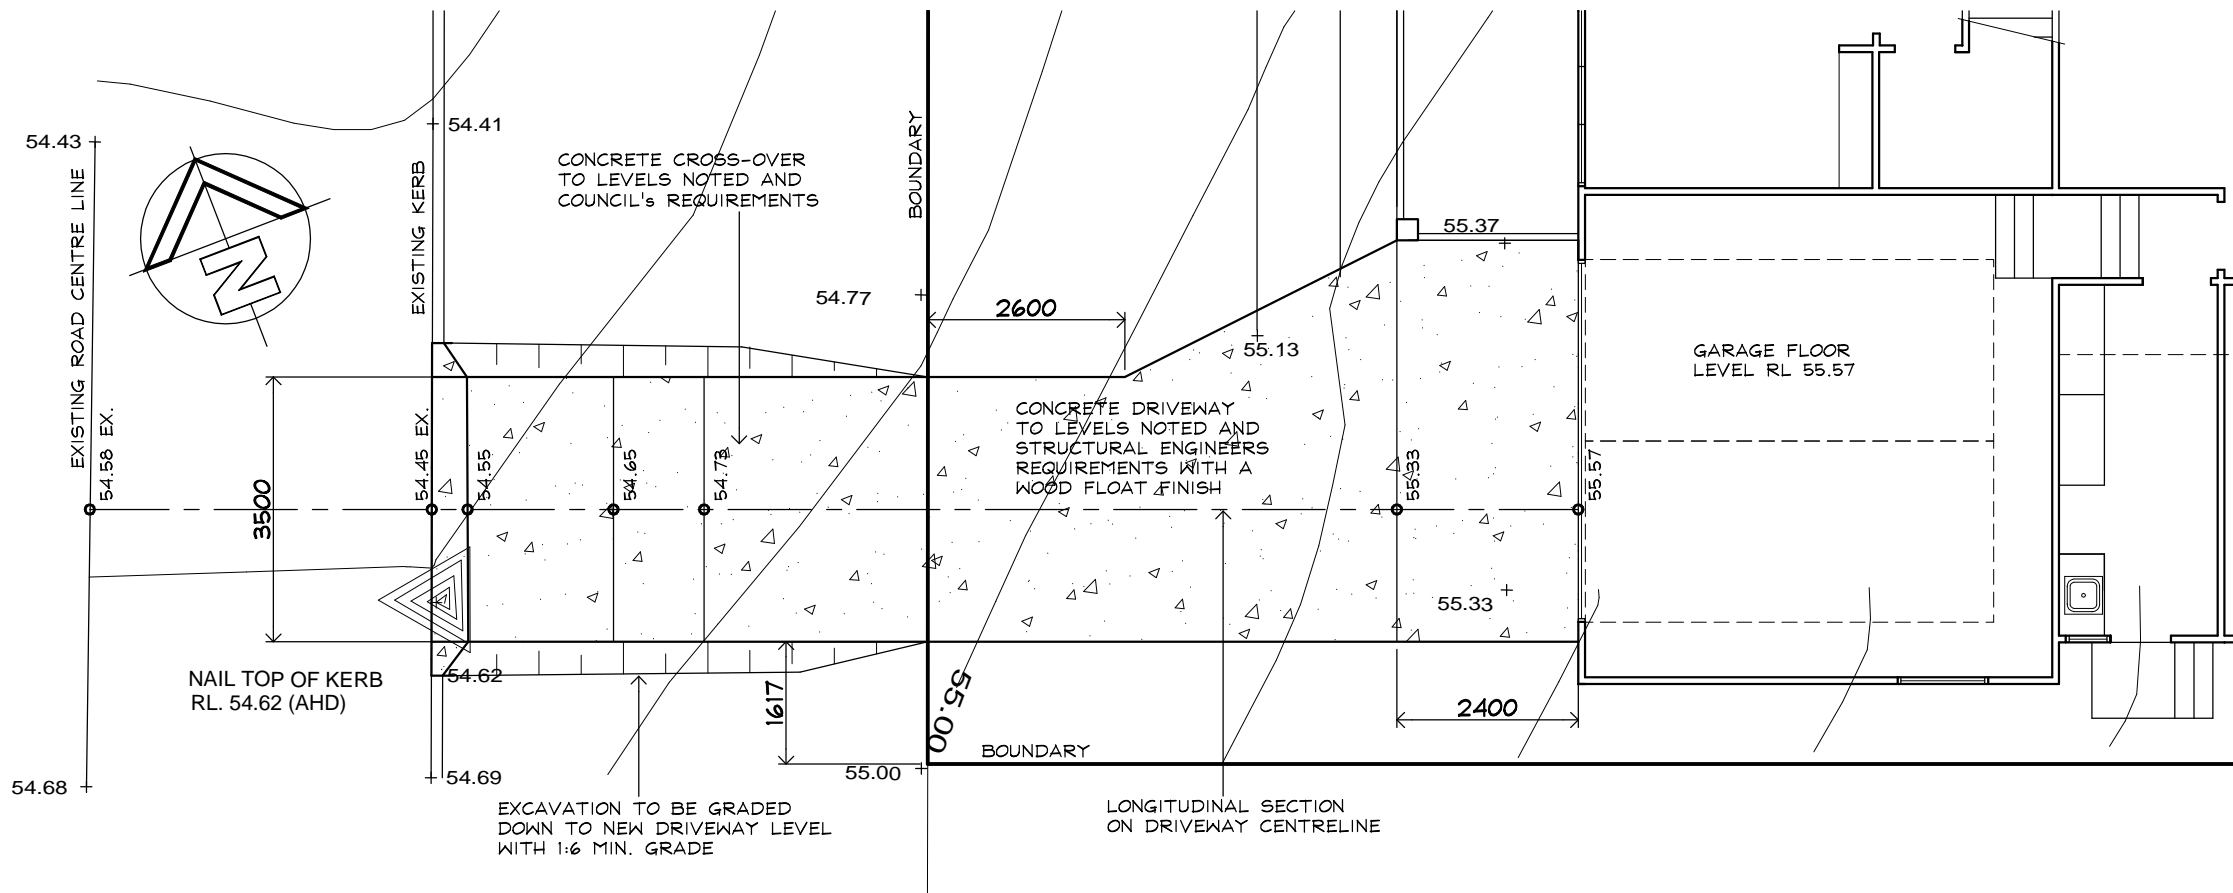 54.43
54.41
EXISTING ROAD CENTRE LINE
N
EXISTING KERB
CONCRETE CROSS-OVER
TO LEVELS NOTED AND
COUNCIL's REQUIREMENTS
BOUNDARY
54.77
2600
55.37
55.13
GARAGE FLOOR
LEVEL RL 55.57
CONCRETE DRIVEWAY
TO LEVELS NOTED AND
STRUCTURAL ENGINEERS
REQUIREMENTS WITH A
WOOD FLOAT FINISH
54.58 EX.
3500
54.45 EX.
54.55
54.65
54.73
55.33
55.57
55.33
NAIL TOP OF KERB
RL. 54.62 (AHD)
54.62
1617
55.00
2400
BOUNDARY
54.68
54.69
55.00
EXCAVATION TO BE GRADED
DOWN TO NEW DRIVEWAY LEVEL
WITH 1:6 MIN. GRADE
LONGITUDINAL SECTION
ON DRIVEWAY CENTRELINE